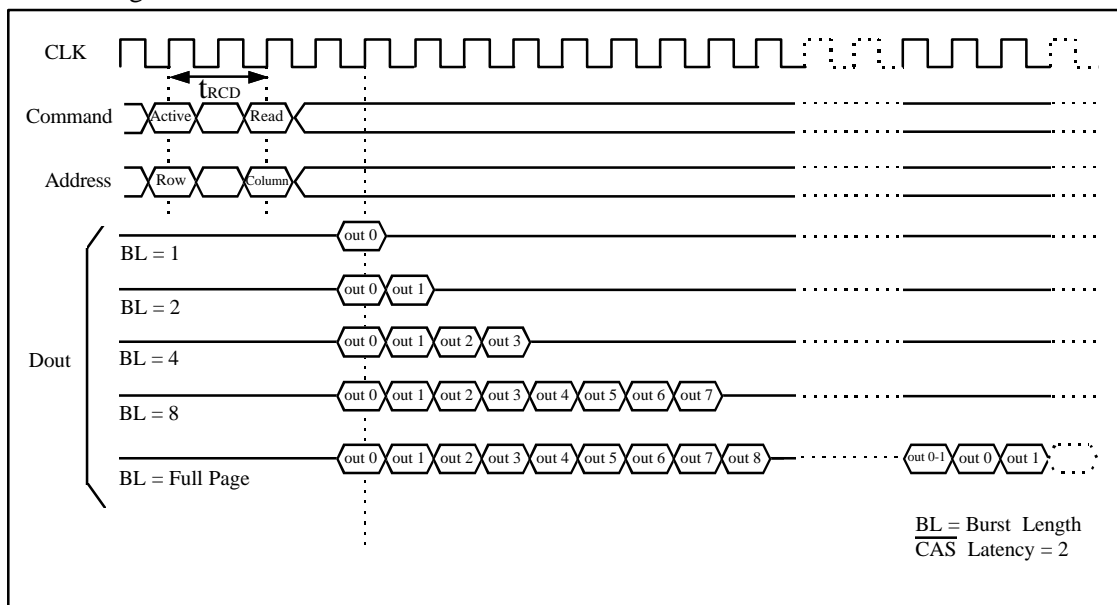 CLK
tRCD
Command
Active
Read
Address
Row
Column
out 0
BL = 1
out 0 out 1
BL = 2
out 0 out 1 out 2 out 3
BL = 4
Dout
out 0 out 1 out 2 out 3 out 4 out 5 out 6 out 7
BL = 8
out 0 out 1 out 2 out 3 out 4 out 5 out 6 out 7 out 8 out 0-1 out 0 out 1
BL = Full Page
BL = Burst Length
CAS Latency = 2